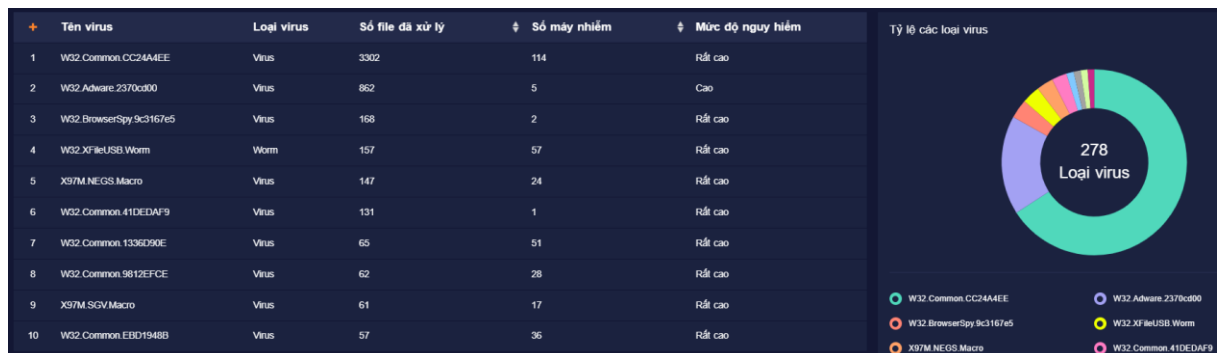 + Tên virus Loại virus Số file đã xử lý Số máy nhiễm Mức độ nguy hiểm
1 W32.Common.CC24A4EE Virus 3302 114 Rất cao
2 W32.Adware.2370cd00 Virus 862 5 Cao
3 W32.BrowserSpy.9c3167e5 Virus 168 2 Rất cao
4 W32.XFileUSB.Worm Worm 157 57 Rất cao
5 X97M.NEGS.Macro Virus 147 24 Rất cao
6 W32.Common.41DEDAF9 Virus 131 1 Rất cao
7 W32.Common.1336D90E Virus 65 51 Rất cao
8 W32.Common.9812EFCE Virus 62 28 Rất cao
9 X97M.SGV.Macro Virus 61 17 Rất cao
10 W32.Common.EBD1948B Virus 57 36 Rất cao
Tỷ lệ các loại virus
278
Loại virus
W32.Common.CC24A4EE W32.Adware.2370cd00
W32.BrowserSpy.9c3167e5 W32.XFileUSB.Worm
X97M.NEGS.Macro W32.Common.41DEDAF9